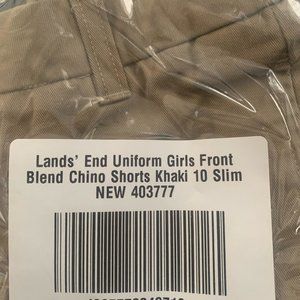 Lands' End Uniform Girls Front
Blend Chino Shorts Khaki 10 Slim
NEW 403777